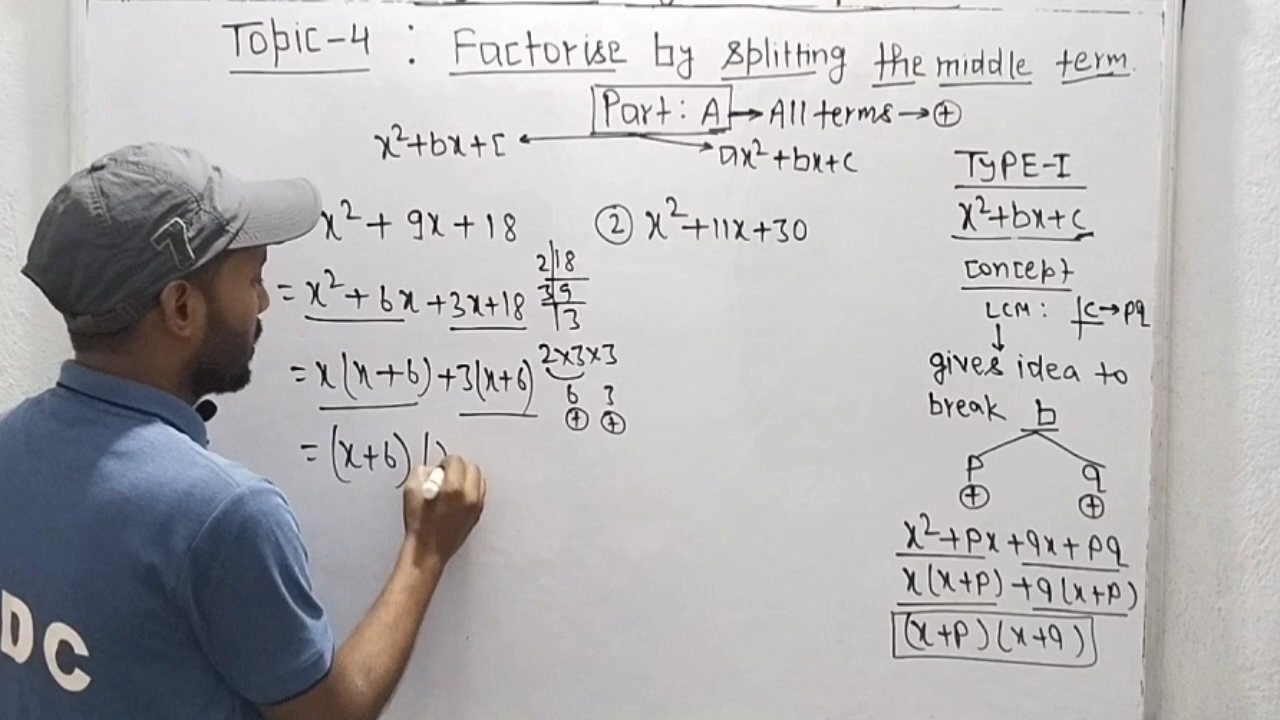 Topic-4 : Factorise by splitting the middle term.
Part: A → All terms → ⊕
x²+bx+c ← → ax²+bx+c
x² + 9x + 18
= x² + 6x + 3x+18
= x(x+6)+3(x+6)
= (x+6)(
2|18
3|9
|3
2×3×3
6 3
⊕ ⊕
② x²+11x+30
TYPE-I
x²+bx+c
concept
LCM: c→pq
↓
gives idea to
break b
p q
⊕ ⊕
x²+px+qx+pq
x(x+p)+q(x+p)
(x+p)(x+q)
7
DC